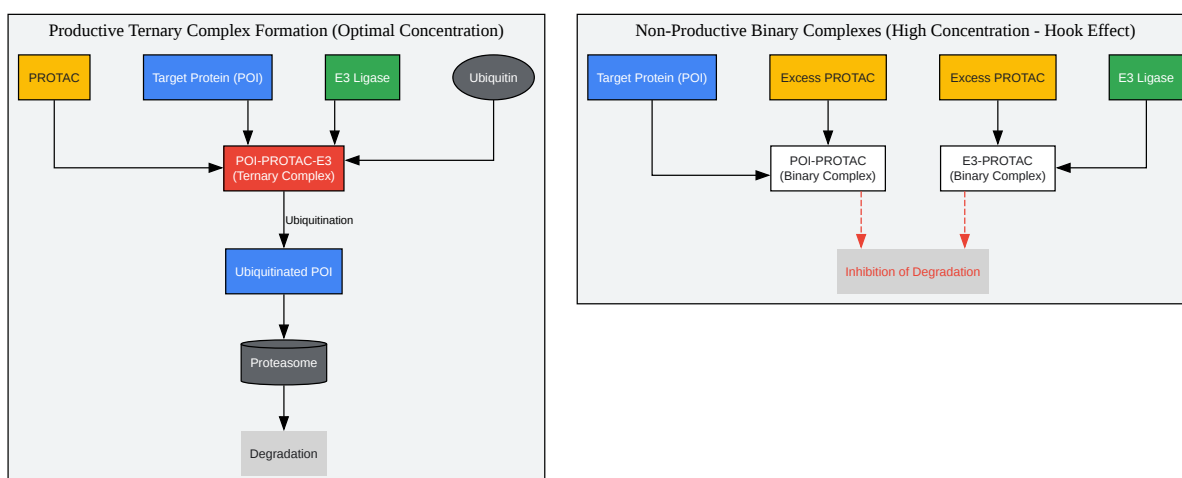 Productive Ternary Complex Formation (Optimal Concentration)
PROTAC
Target Protein (POI)
E3 Ligase
Ubiquitin
POI-PROTAC-E3
(Ternary Complex)
Ubiquitination
Ubiquitinated POI
Proteasome
Degradation
Non-Productive Binary Complexes (High Concentration - Hook Effect)
Target Protein (POI)
Excess PROTAC
Excess PROTAC
E3 Ligase
POI-PROTAC
(Binary Complex)
E3-PROTAC
(Binary Complex)
Inhibition of Degradation